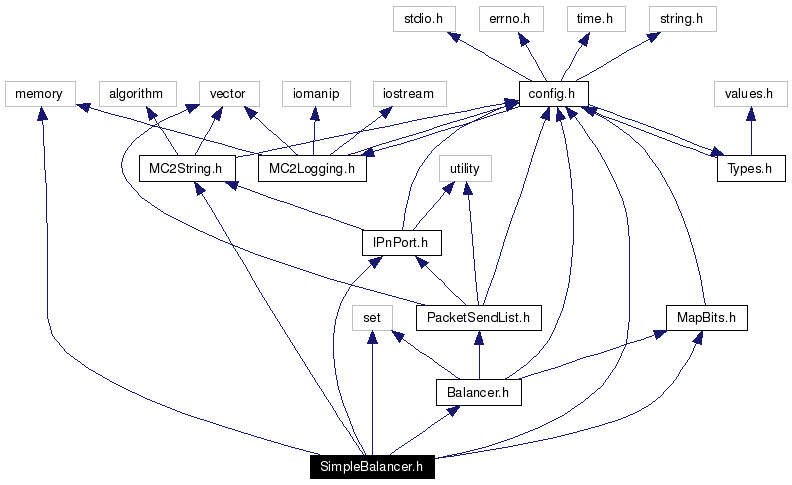 stdio.h
errno.h
time.h
string.h
memory
algorithm
vector
iomanip
iostream
config.h
values.h
MC2String.h
MC2Logging.h
utility
Types.h
IPnPort.h
set
PacketSendList.h
MapBits.h
Balancer.h
SimpleBalancer.h